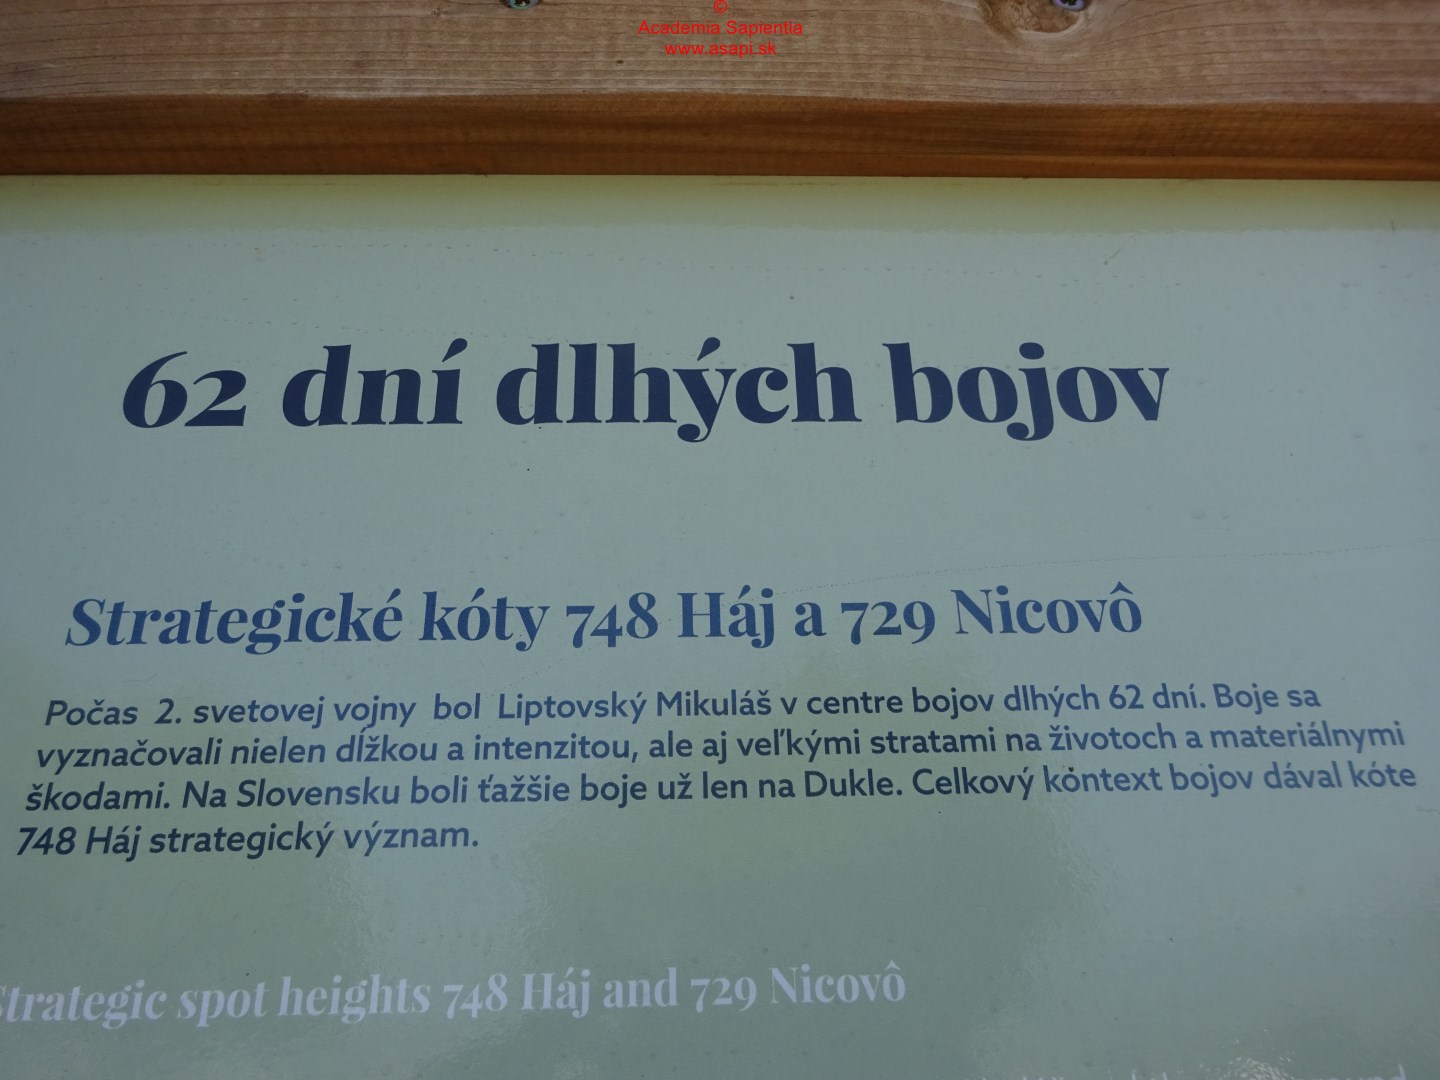 ©
Academia Sapientia
www.asapi.sk
62 dní dlhých bojov
Strategické kóty 748 Háj a 729 Nicovô
Počas 2. svetovej vojny bol Liptovský Mikuláš v centre bojov dlhých 62 dní. Boje sa
vyznačovali nielen dĺžkou a intenzitou, ale aj veľkými stratami na životoch a materiálnymi
škodami. Na Slovensku boli ťažšie boje už len na Dukle. Celkový kontext bojov dával kóte
748 Háj strategický význam.
Strategic spot heights 748 Háj and 729 Nicovô